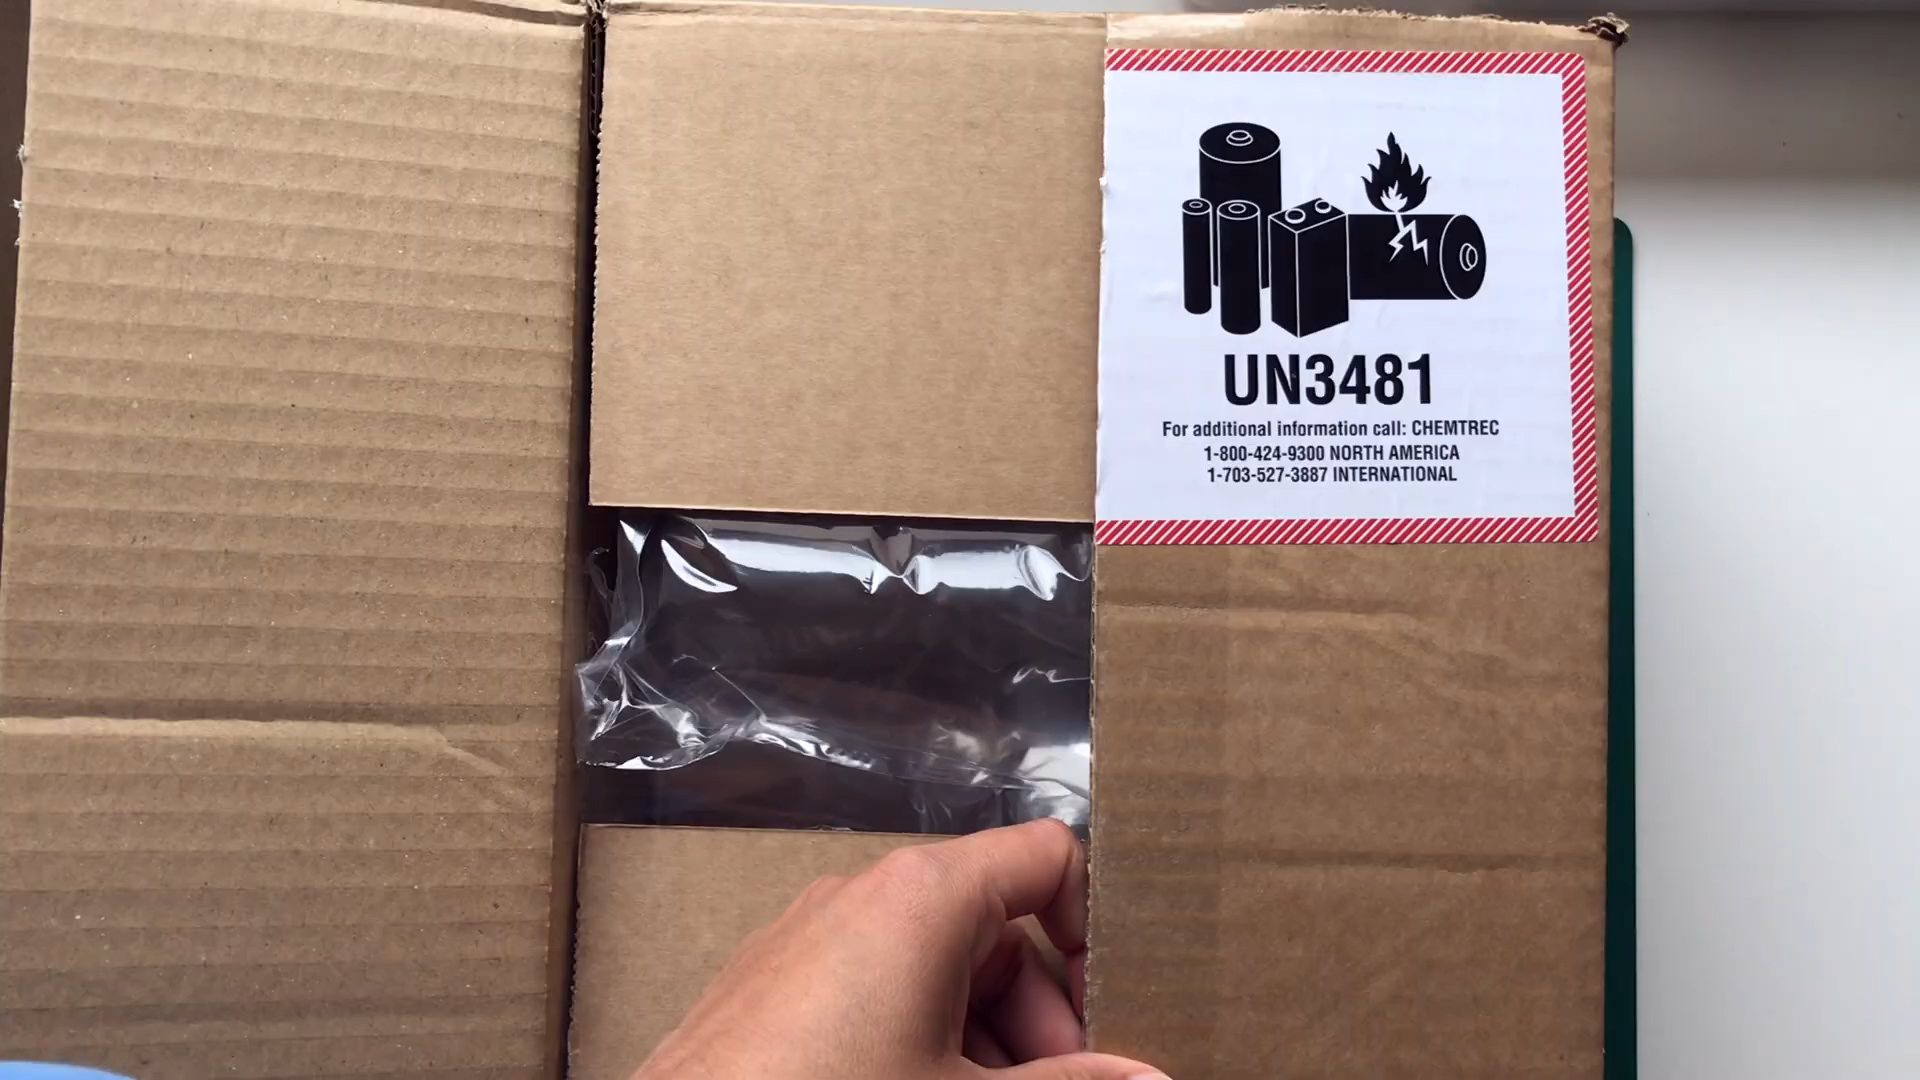 UN3481
For additional information call: CHEMTREC
1-800-424-9300 NORTH AMERICA
1-703-527-3887 INTERNATIONAL